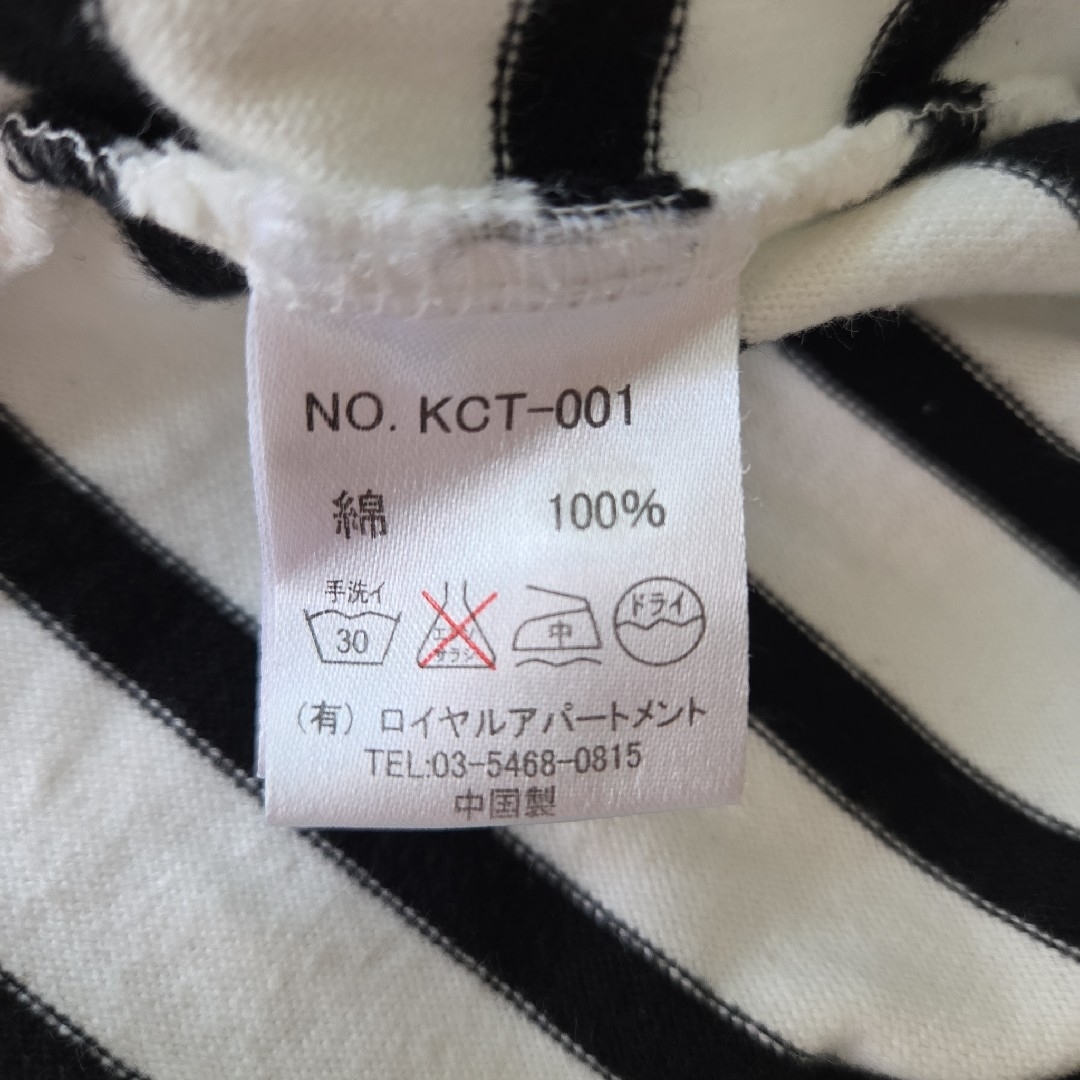 NO. KCT-001
綿 100%
手洗イ
30 エンソ 中 ドライ
サラシ
(有) ロイヤルアパートメント
TEL:03-5468-0815
中国製